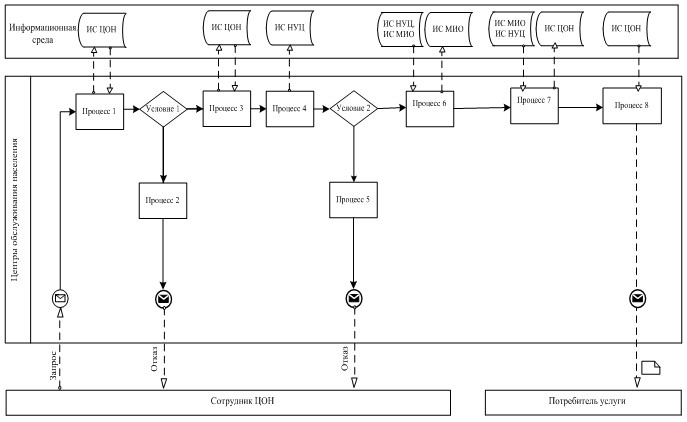 Информационная
среда
ИС ЦОН
ИС ЦОН
ИС НУЦ
ИС НУЦ,
ИС МИО
ИС МИО
ИС МИО
ИС НУЦ
ИС ЦОН
ИС ЦОН
Центры обслуживания населения
Процесс 1
Условие 1
Процесс 3
Процесс 4
Условие 2
Процесс 6
Процесс 7
Процесс 8
Процесс 2
Процесс 5
Запрос
Отказ
Отказ
Сотрудник ЦОН
Потребитель услуги